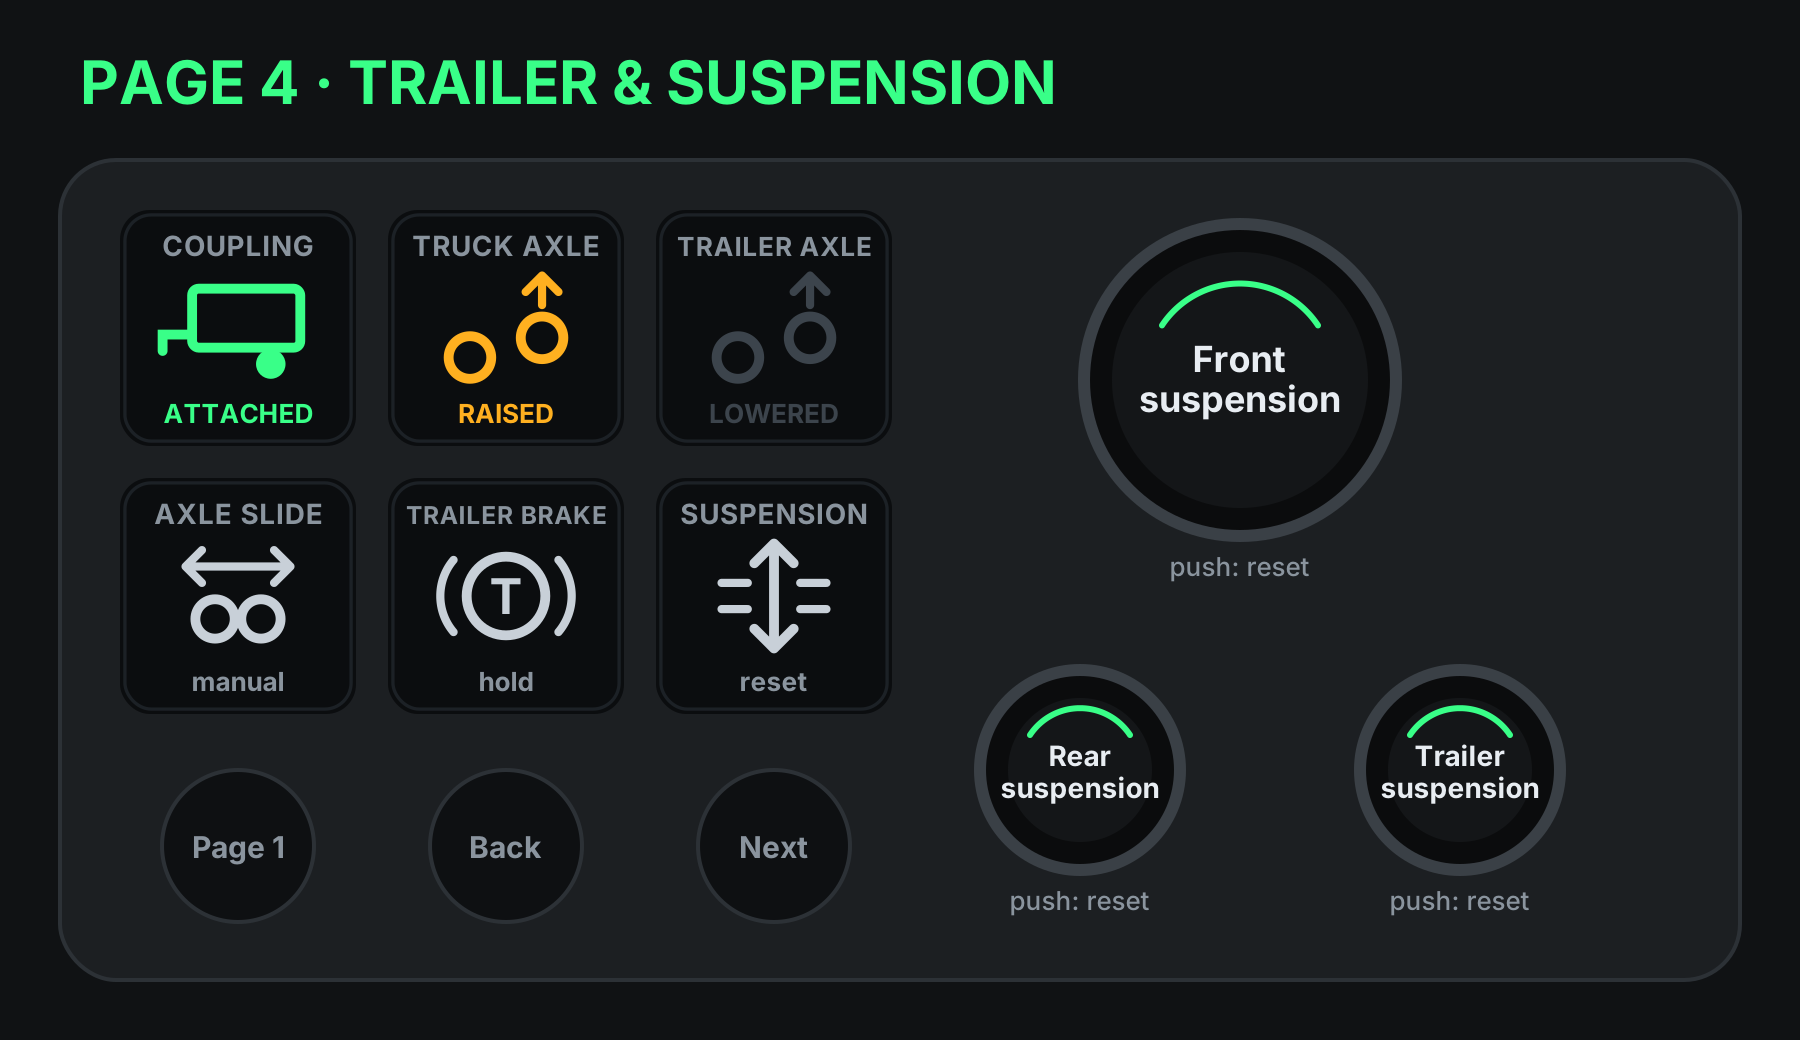 PAGE 4 · TRAILER & SUSPENSION
COUPLING
ATTACHED
TRUCK AXLE
RAISED
TRAILER AXLE
LOWERED
AXLE SLIDE
manual
TRAILER BRAKE
T
hold
SUSPENSION
reset
Page 1
Back
Next
Front
suspension
push: reset
Rear
suspension
push: reset
Trailer
suspension
push: reset